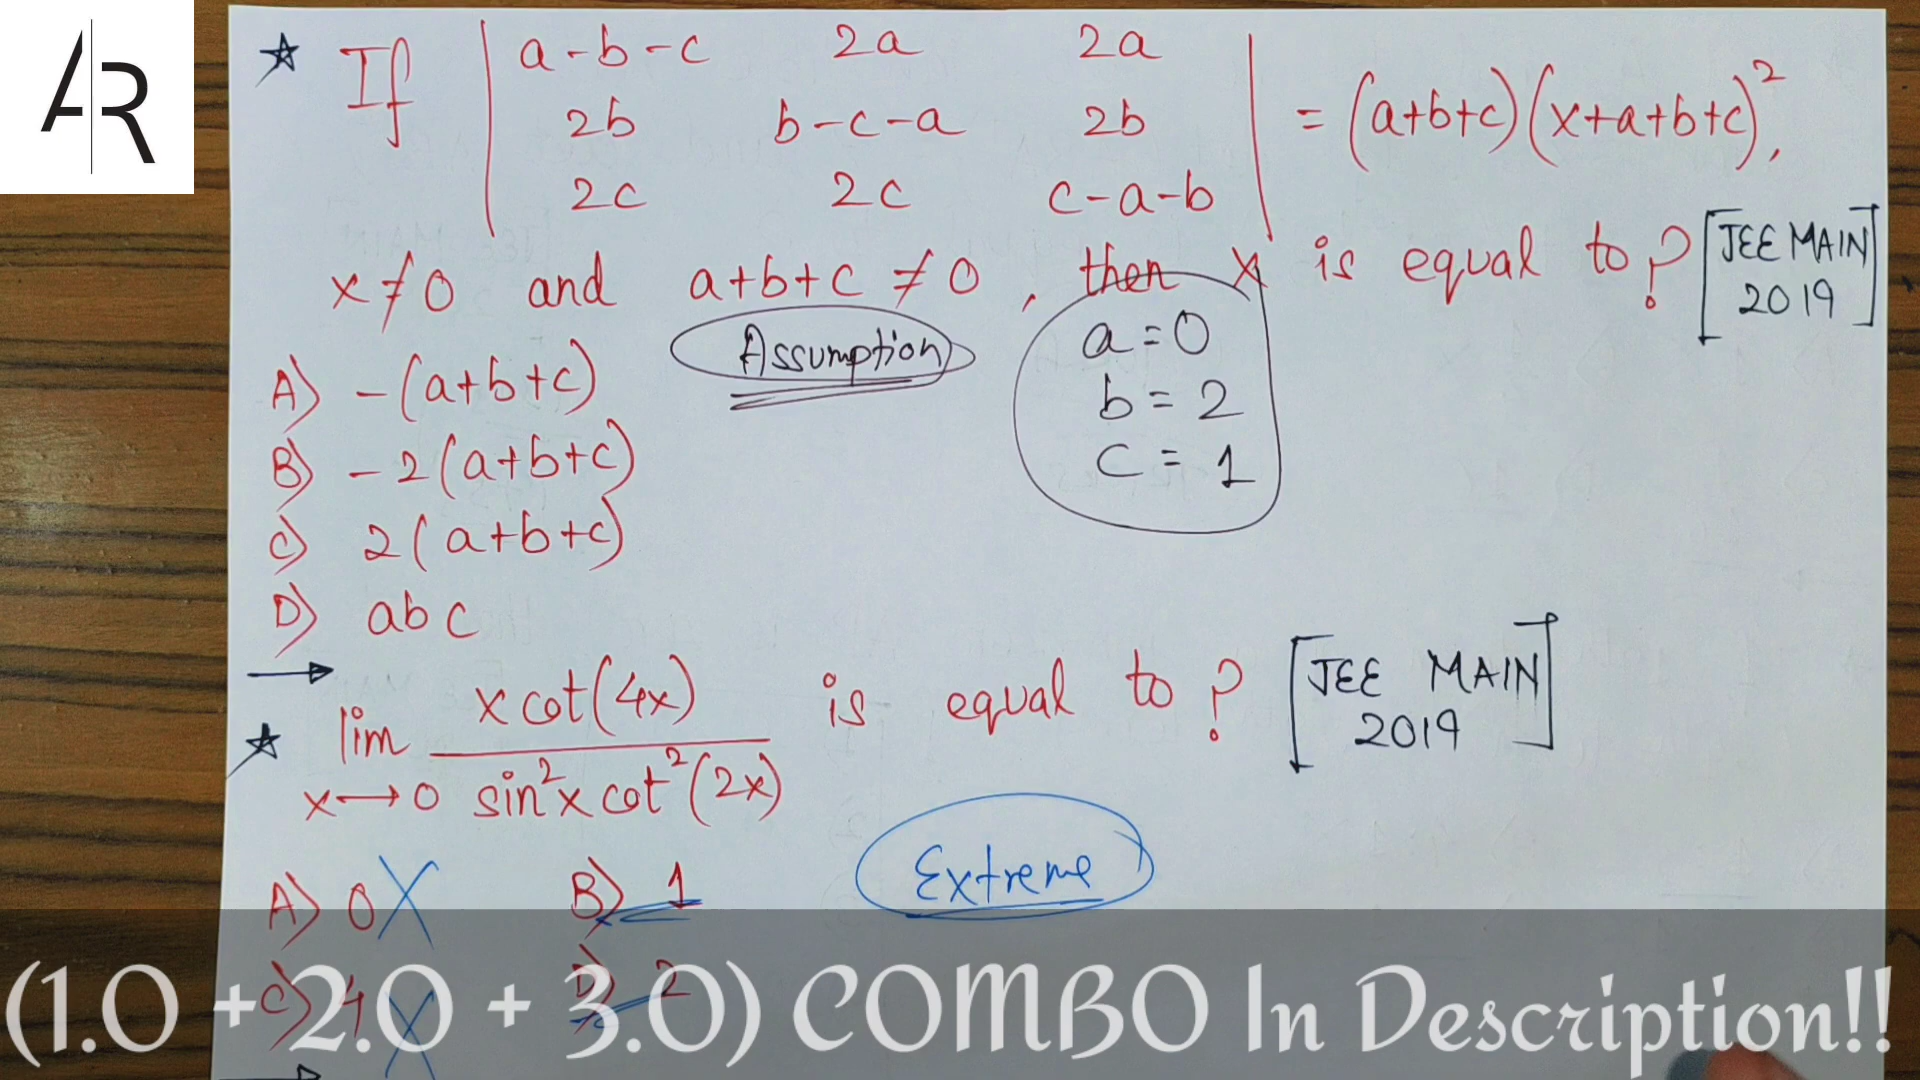 AR
★ If | a-b-c 2a 2a |
| 2b b-c-a 2b | = (a+b+c)(x+a+b+c)²,
| 2c 2c c-a-b |
x≠0 and a+b+c ≠0, then x is equal to? [JEE MAIN 2019]
Assumption
a=0
b=2
c=1
A) -(a+b+c)
B) -2(a+b+c)
C) 2(a+b+c)
D) abc
→
★ lim x→0 x cot(4x) / sin²x cot²(2x) is equal to? [JEE MAIN 2019]
Extreme
A) 0 X B) 1
C) 4 X D) 2
(1.0 + 2.0 + 3.0) COMBO In Description!!